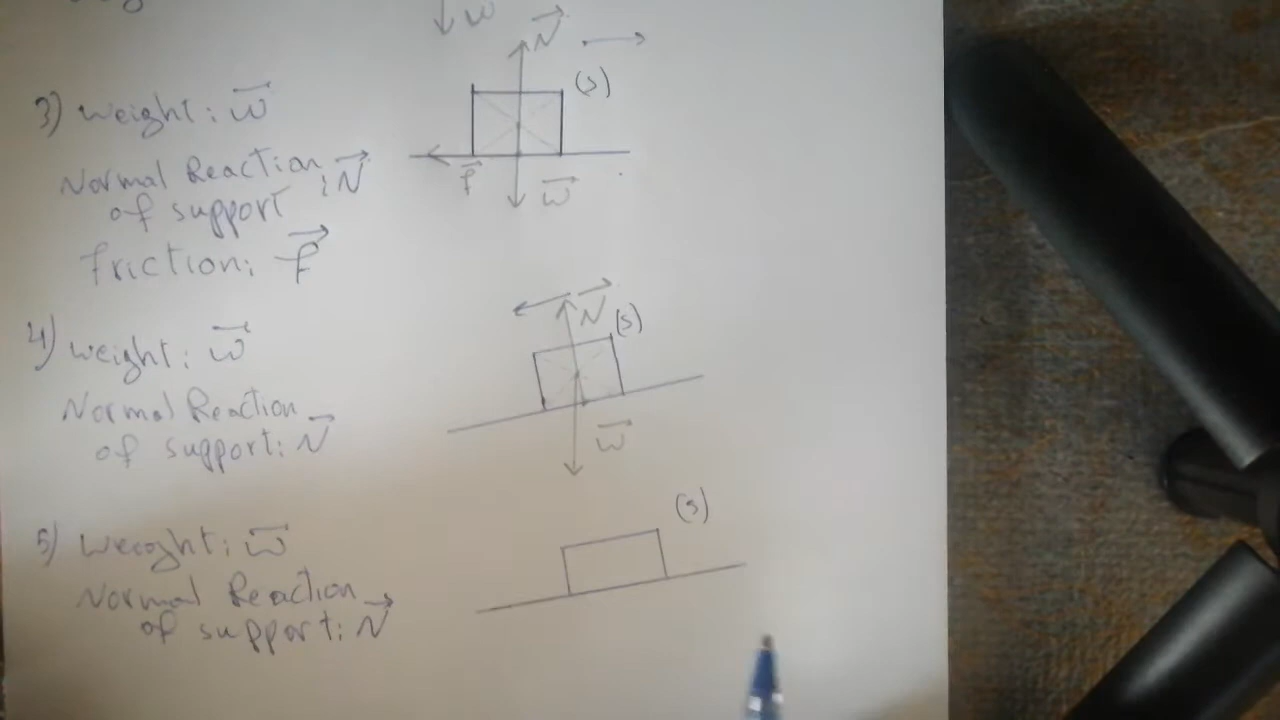 w
N
3) Weight: w
(s)
Normal Reaction
of support : N
f
w
friction: f
N
4) Weight: w
(s)
Normal Reaction
of support: N
w
5) Weight: w
(s)
Normal Reaction
of support: N